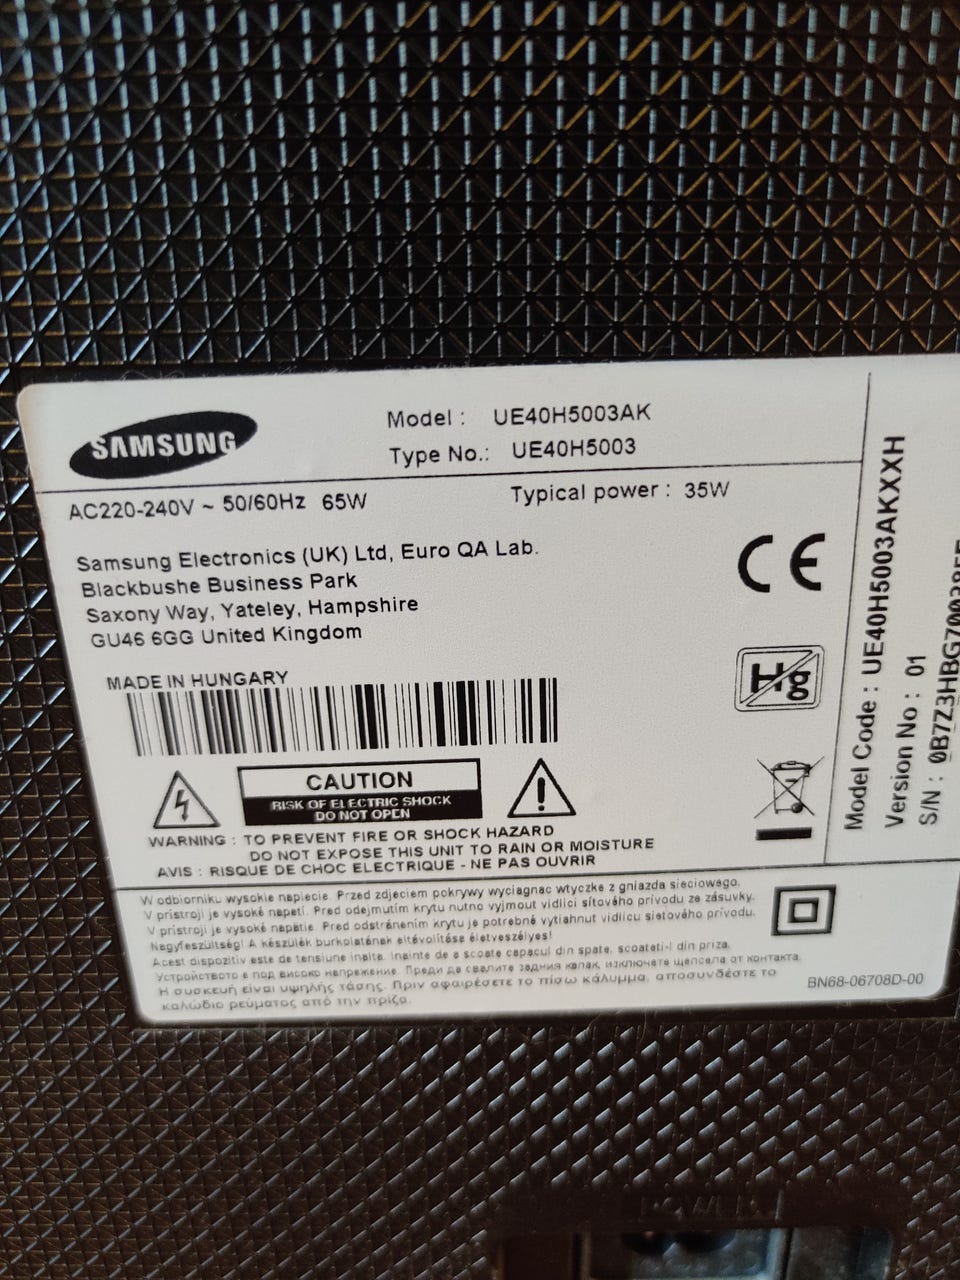 SAMSUNG
Model : UE40H5003AK
Type No.: UE40H5003
AC220-240V ~ 50/60Hz 65W
Typical power : 35W
Samsung Electronics (UK) Ltd, Euro QA Lab.
Blackbushe Business Park
Saxony Way, Yateley, Hampshire
GU46 6GG United Kingdom
CE
MADE IN HUNGARY
Hg
CAUTION
RISK OF ELECTRIC SHOCK
DO NOT OPEN
WARNING : TO PREVENT FIRE OR SHOCK HAZARD
DO NOT EXPOSE THIS UNIT TO RAIN OR MOISTURE
AVIS : RISQUE DE CHOC ELECTRIQUE - NE PAS OUVRIR
W odbiorniku wysokie napiecie. Przed zdjeciem pokrywy wyciagnac wtyczke z gniazda sieciowego.
V prístroji je vysoké napetí. Pred odejmutím krytu nutno vyjmout vidlici síťového prívodu ze zásuvky.
V prístroji je vysoké napätie. Pred odstránením krytu je potrebné vytiahnut vidlicu sietového prívodu.
Nagyfeszültség! A készülék burkolatának eltávolítása életveszélyes!
Acest dispozitiv este de tensiune inalta. Inainte de a scoate capacul din spate, scoateti-l din priza.
Устройството е под високо напрежение. Преди да свалите задния капак, изключете щепсела от контакта.
Η συσκευή είναι υψηλής τάσης. Πριν αφαιρέσετε το πίσω κάλυμμα, αποσυνδέστε το
καλώδιο ρεύματος από την πρίζα.
BN68-06708D-00
Model Code : UE40H5003AKXXH
Version No : 01
S/N : 0B7Z3HBG70039
POWER